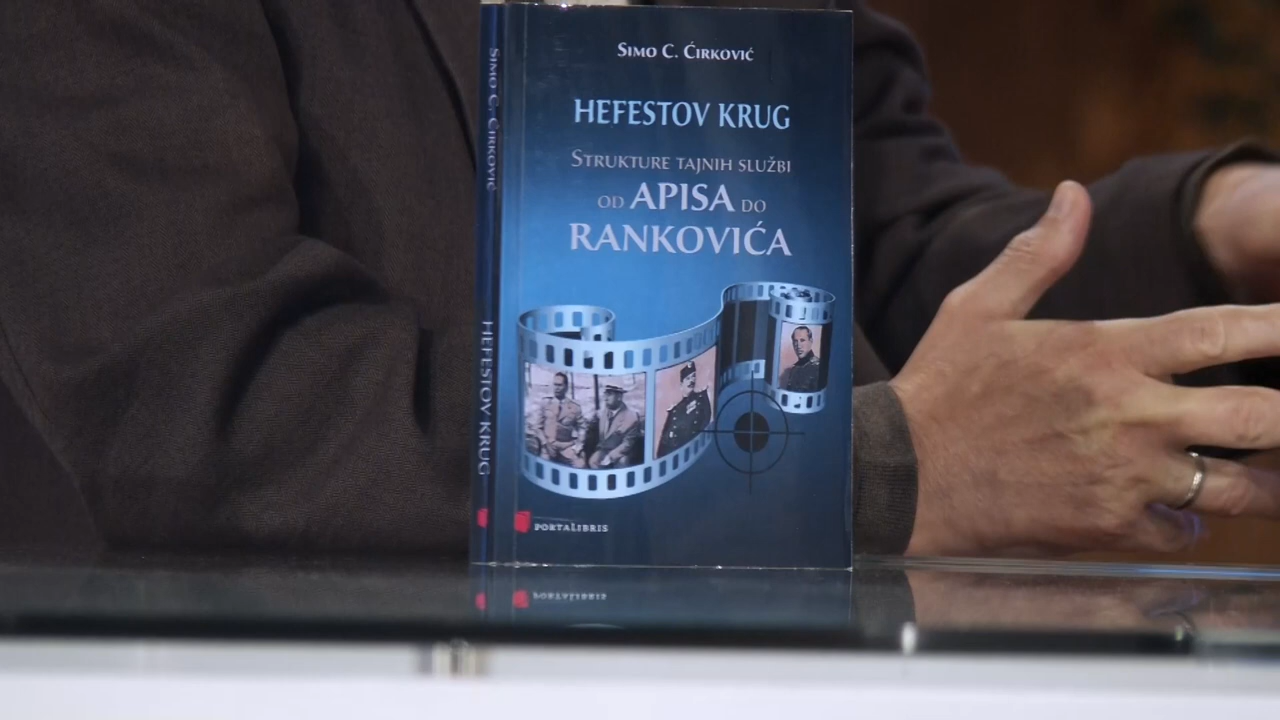 Simo C. Ćirković
HEFESTOV KRUG
Strukture tajnih službi
od APISA do
RANKOVIĆA
PORTALIBRIS
SIMO C. ĆIRKOVIĆ
HEFESTOV KRUG